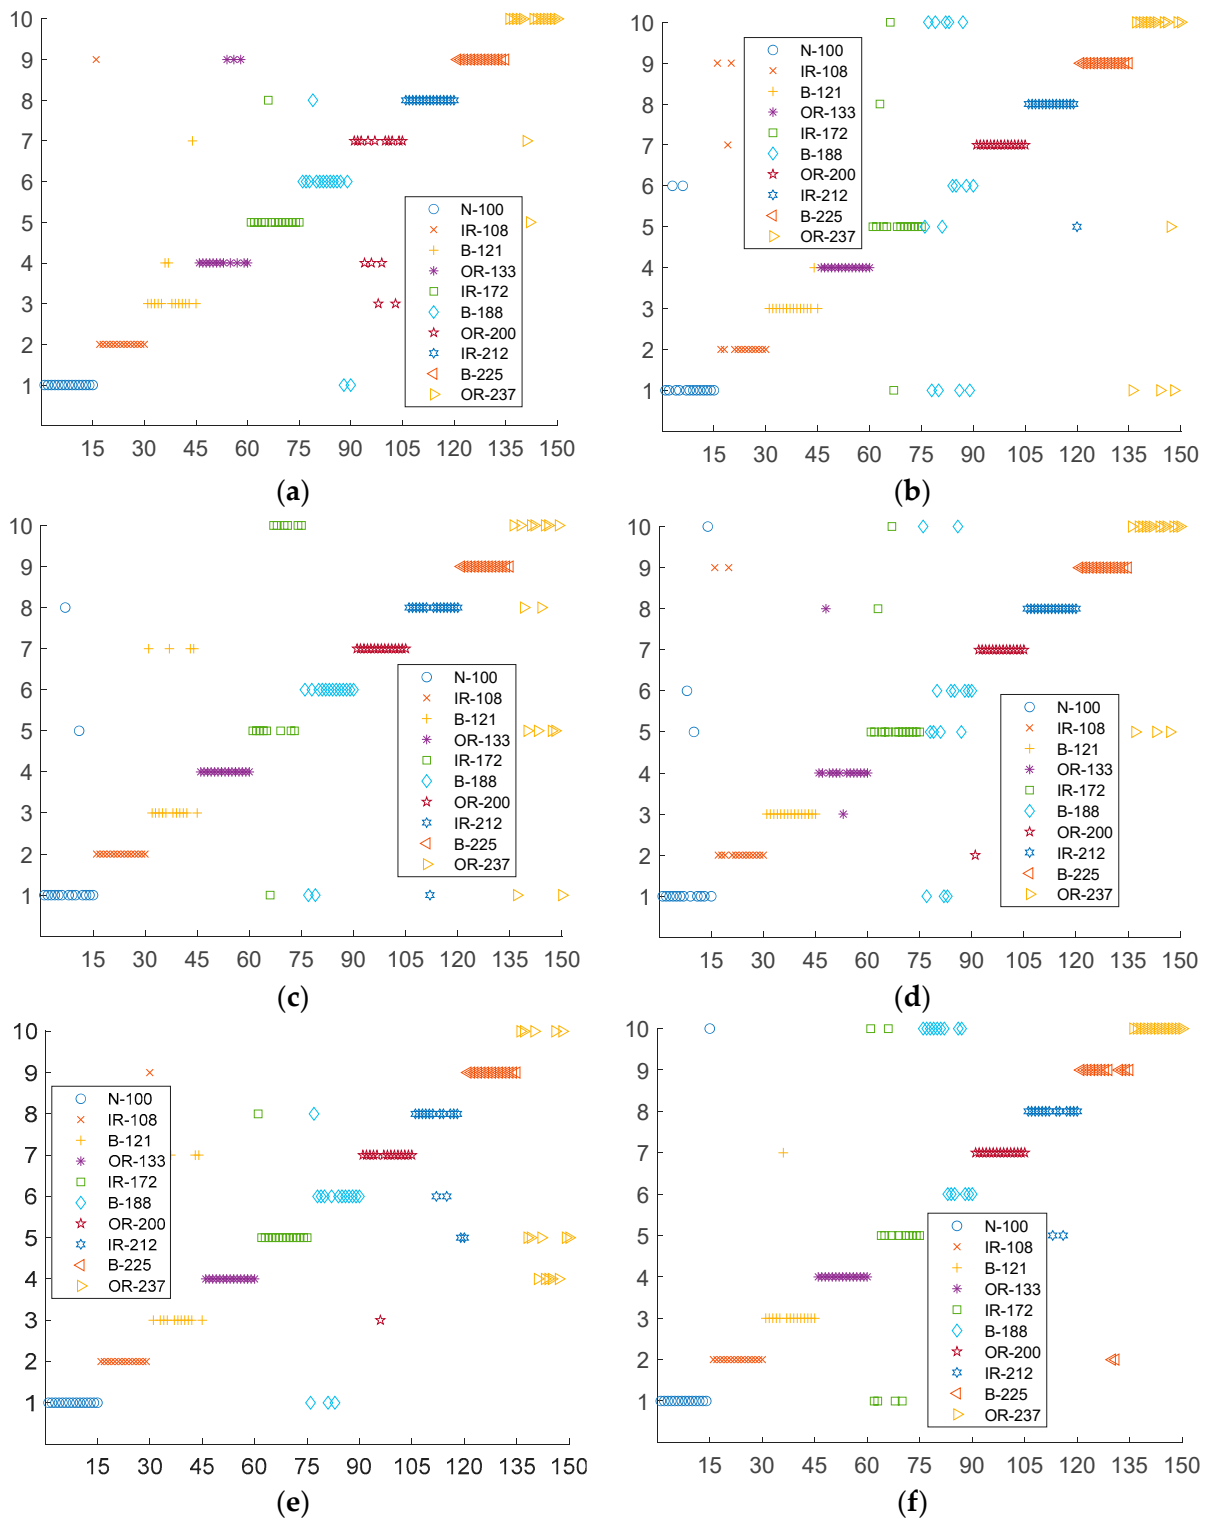 10
9
8
7
6
5
4
3
2
1
N-100
IR-108
B-121
OR-133
IR-172
B-188
OR-200
IR-212
B-225
OR-237
15 30 45 60 75 90 105 120 135 150
(a)
10
9
8
7
6
5
4
3
2
1
N-100
IR-108
B-121
OR-133
IR-172
B-188
OR-200
IR-212
B-225
OR-237
15 30 45 60 75 90 105 120 135 150
(b)
10
9
8
7
6
5
4
3
2
1
N-100
IR-108
B-121
OR-133
IR-172
B-188
OR-200
IR-212
B-225
OR-237
15 30 45 60 75 90 105 120 135 150
(c)
10
9
8
7
6
5
4
3
2
1
N-100
IR-108
B-121
OR-133
IR-172
B-188
OR-200
IR-212
B-225
OR-237
15 30 45 60 75 90 105 120 135 150
(d)
10
9
8
7
6
5
4
3
2
1
N-100
IR-108
B-121
OR-133
IR-172
B-188
OR-200
IR-212
B-225
OR-237
15 30 45 60 75 90 105 120 135 150
(e)
10
9
8
7
6
5
4
3
2
1
N-100
IR-108
B-121
OR-133
IR-172
B-188
OR-200
IR-212
B-225
OR-237
15 30 45 60 75 90 105 120 135 150
(f)